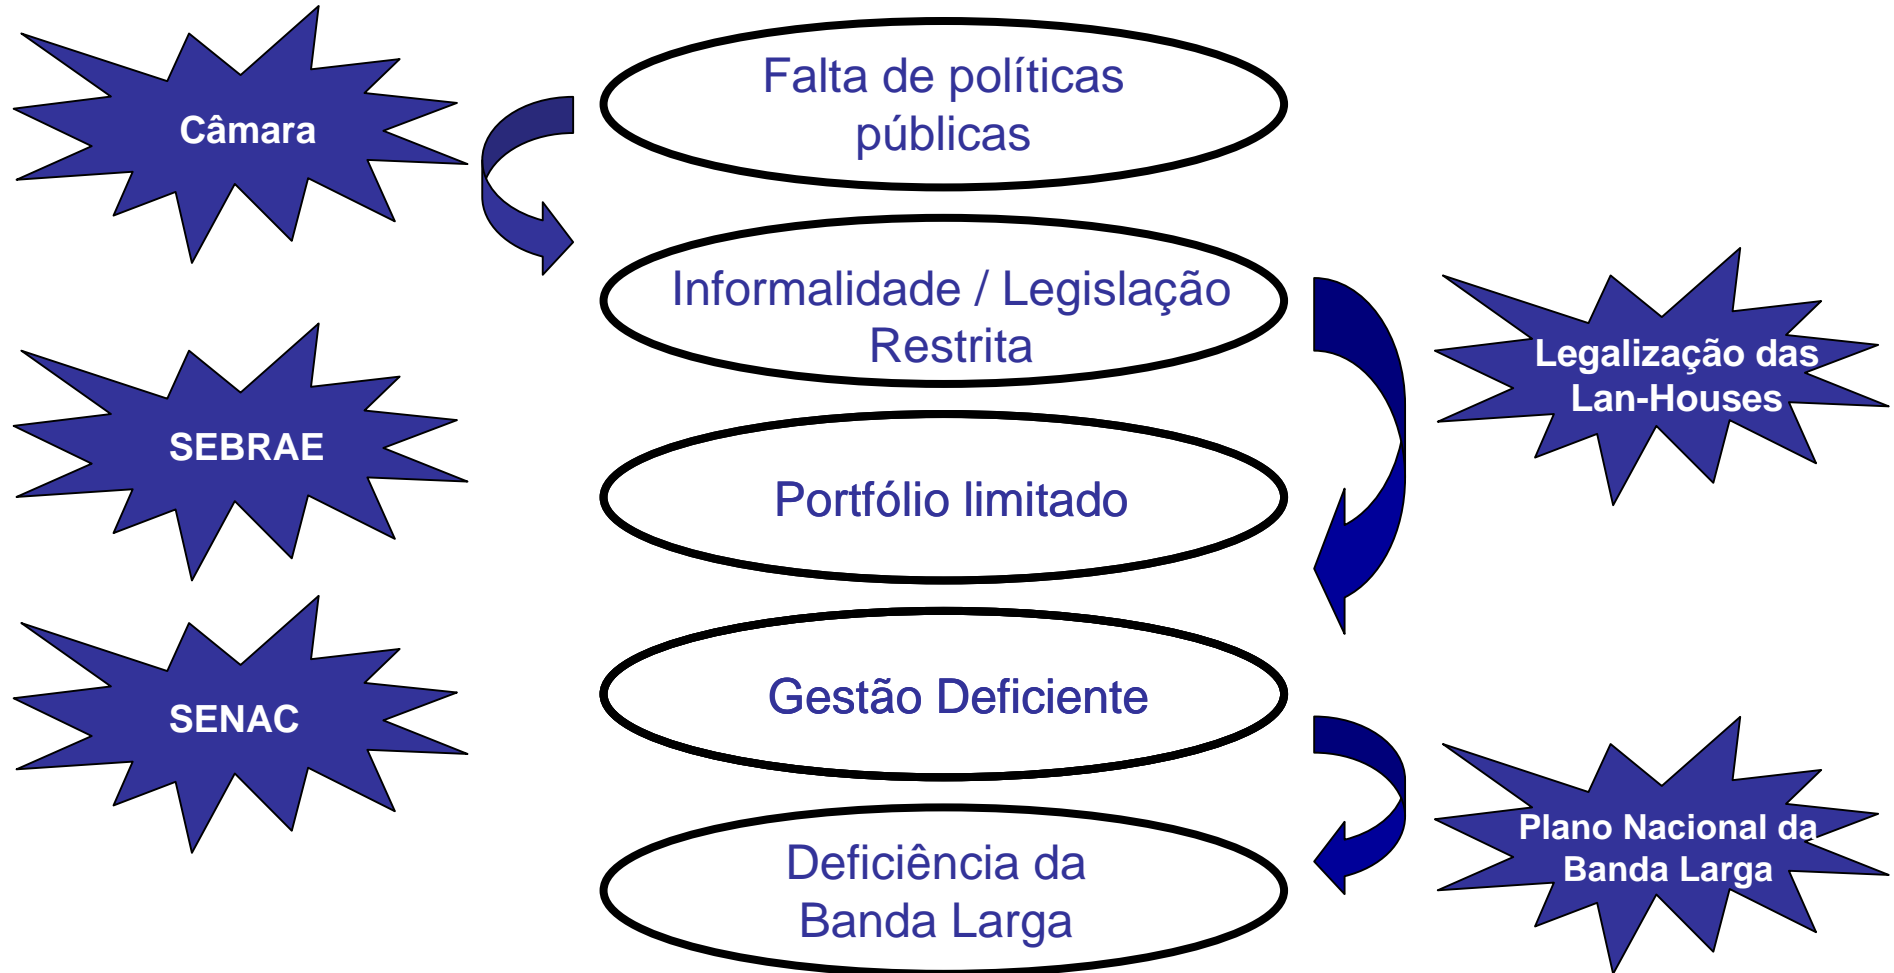 Câmara
Falta de políticas
públicas
Informalidade / Legislação
Restrita
Legalização das
Lan-Houses
SEBRAE
Portfólio limitado
SENAC
Gestão Deficiente
Plano Nacional da
Banda Larga
Deficiência da
Banda Larga